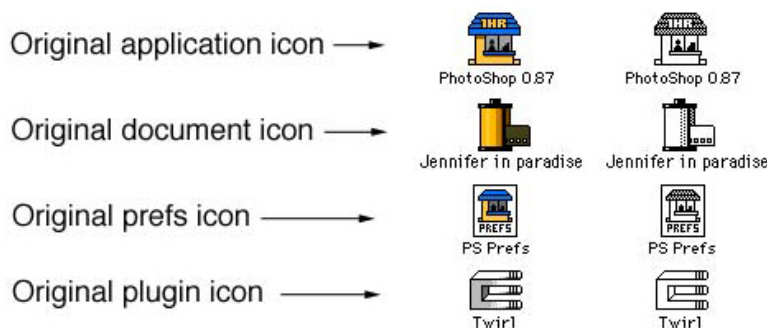 Original application icon
1HR
1HR
PhotoShop 0.87
PhotoShop 0.87
Original document icon
Jennifer in paradise
Jennifer in paradise
Original prefs icon
PREFS
PREFS
PS Prefs
PS Prefs
Original plugin icon
Twirl
Twirl